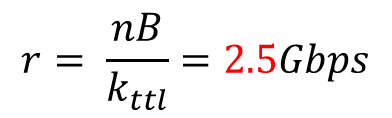 r = nB / k_ttl = 2.5Gbps